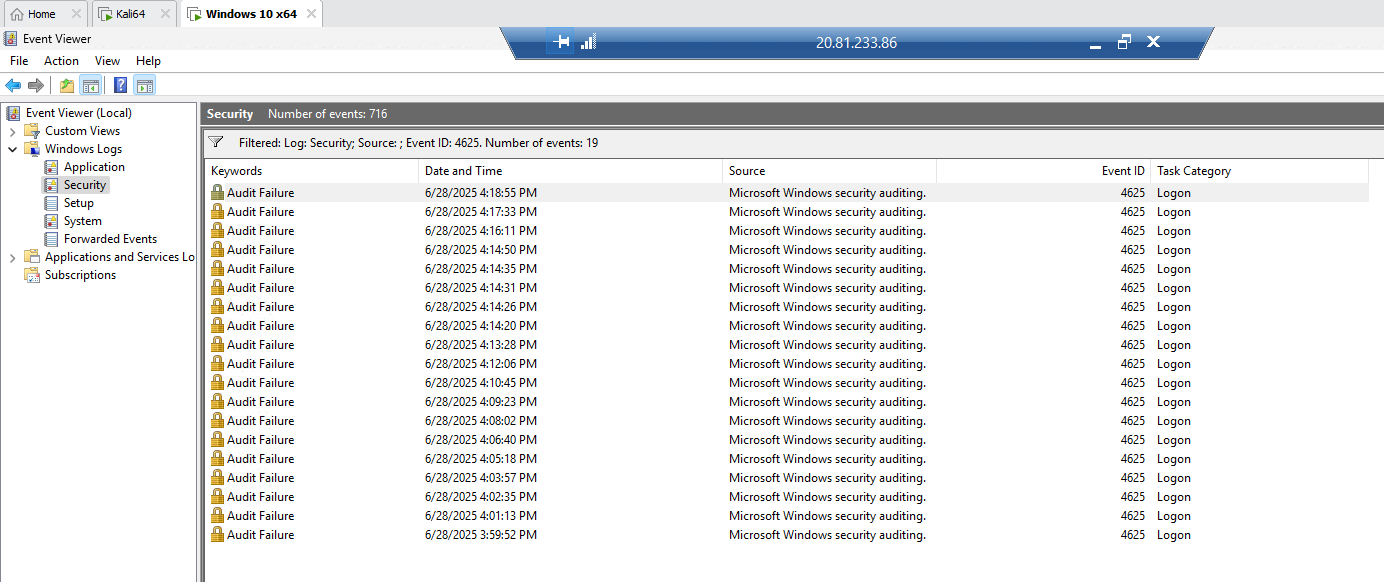 Home Kali64 Windows 10 x64
Event Viewer 20.81.233.86
File Action View Help
Event Viewer (Local)
Custom Views
Windows Logs
Application
Security
Setup
System
Forwarded Events
Applications and Services Lo
Subscriptions
Security Number of events: 716
Filtered: Log: Security; Source: ; Event ID: 4625. Number of events: 19
Keywords Date and Time Source Event ID Task Category
Audit Failure 6/28/2025 4:18:55 PM Microsoft Windows security auditing. 4625 Logon
Audit Failure 6/28/2025 4:17:33 PM Microsoft Windows security auditing. 4625 Logon
Audit Failure 6/28/2025 4:16:11 PM Microsoft Windows security auditing. 4625 Logon
Audit Failure 6/28/2025 4:14:50 PM Microsoft Windows security auditing. 4625 Logon
Audit Failure 6/28/2025 4:14:35 PM Microsoft Windows security auditing. 4625 Logon
Audit Failure 6/28/2025 4:14:31 PM Microsoft Windows security auditing. 4625 Logon
Audit Failure 6/28/2025 4:14:26 PM Microsoft Windows security auditing. 4625 Logon
Audit Failure 6/28/2025 4:14:20 PM Microsoft Windows security auditing. 4625 Logon
Audit Failure 6/28/2025 4:13:28 PM Microsoft Windows security auditing. 4625 Logon
Audit Failure 6/28/2025 4:12:06 PM Microsoft Windows security auditing. 4625 Logon
Audit Failure 6/28/2025 4:10:45 PM Microsoft Windows security auditing. 4625 Logon
Audit Failure 6/28/2025 4:09:23 PM Microsoft Windows security auditing. 4625 Logon
Audit Failure 6/28/2025 4:08:02 PM Microsoft Windows security auditing. 4625 Logon
Audit Failure 6/28/2025 4:06:40 PM Microsoft Windows security auditing. 4625 Logon
Audit Failure 6/28/2025 4:05:18 PM Microsoft Windows security auditing. 4625 Logon
Audit Failure 6/28/2025 4:03:57 PM Microsoft Windows security auditing. 4625 Logon
Audit Failure 6/28/2025 4:02:35 PM Microsoft Windows security auditing. 4625 Logon
Audit Failure 6/28/2025 4:01:13 PM Microsoft Windows security auditing. 4625 Logon
Audit Failure 6/28/2025 3:59:52 PM Microsoft Windows security auditing. 4625 Logon